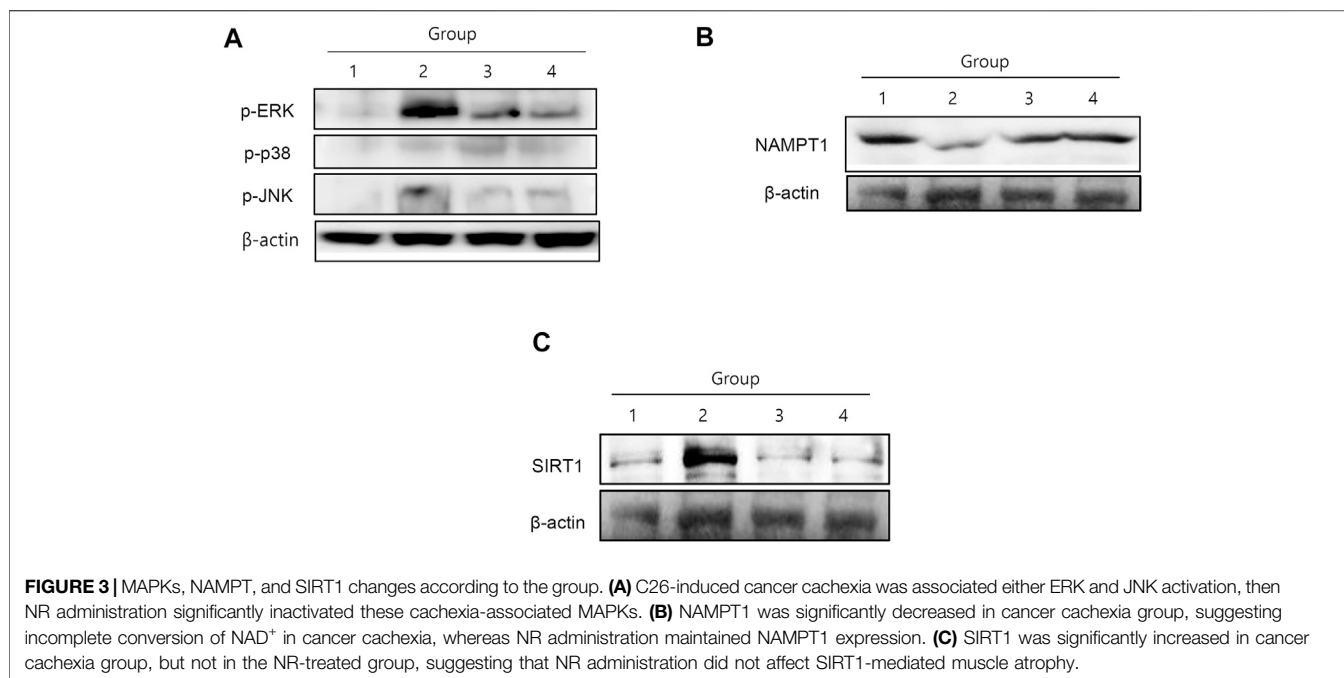 A
Group
1 2 3 4
p-ERK
p-p38
p-JNK
β-actin
B
Group
1 2 3 4
NAMPT1
β-actin
C
Group
1 2 3 4
SIRT1
β-actin
FIGURE 3 | MAPKs, NAMPT, and SIRT1 changes according to the group. (A) C26-induced cancer cachexia was associated either ERK and JNK activation, then
NR administration significantly inactivated these cachexia-associated MAPKs. (B) NAMPT1 was significantly decreased in cancer cachexia group, suggesting
incomplete conversion of NAD⁺ in cancer cachexia, whereas NR administration maintained NAMPT1 expression. (C) SIRT1 was significantly increased in cancer
cachexia group, but not in the NR-treated group, suggesting that NR administration did not affect SIRT1-mediated muscle atrophy.